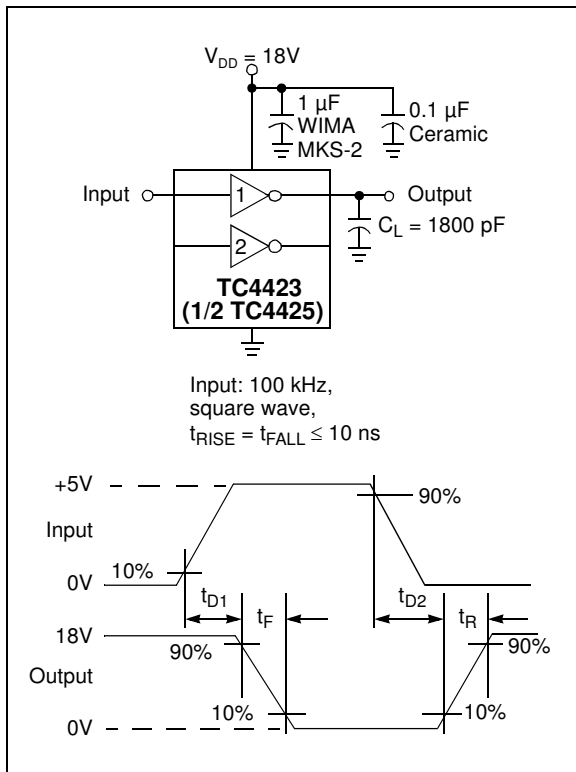 V_DD = 18V
1 µF
WIMA
MKS-2
0.1 µF
Ceramic
Input
1
Output
C_L = 1800 pF
2
TC4423
(1/2 TC4425)
Input: 100 kHz,
square wave,
t_RISE = t_FALL ≤ 10 ns
+5V
90%
Input
10%
0V
t_D1
t_F
t_D2
t_R
18V
90%
90%
Output
10%
10%
0V